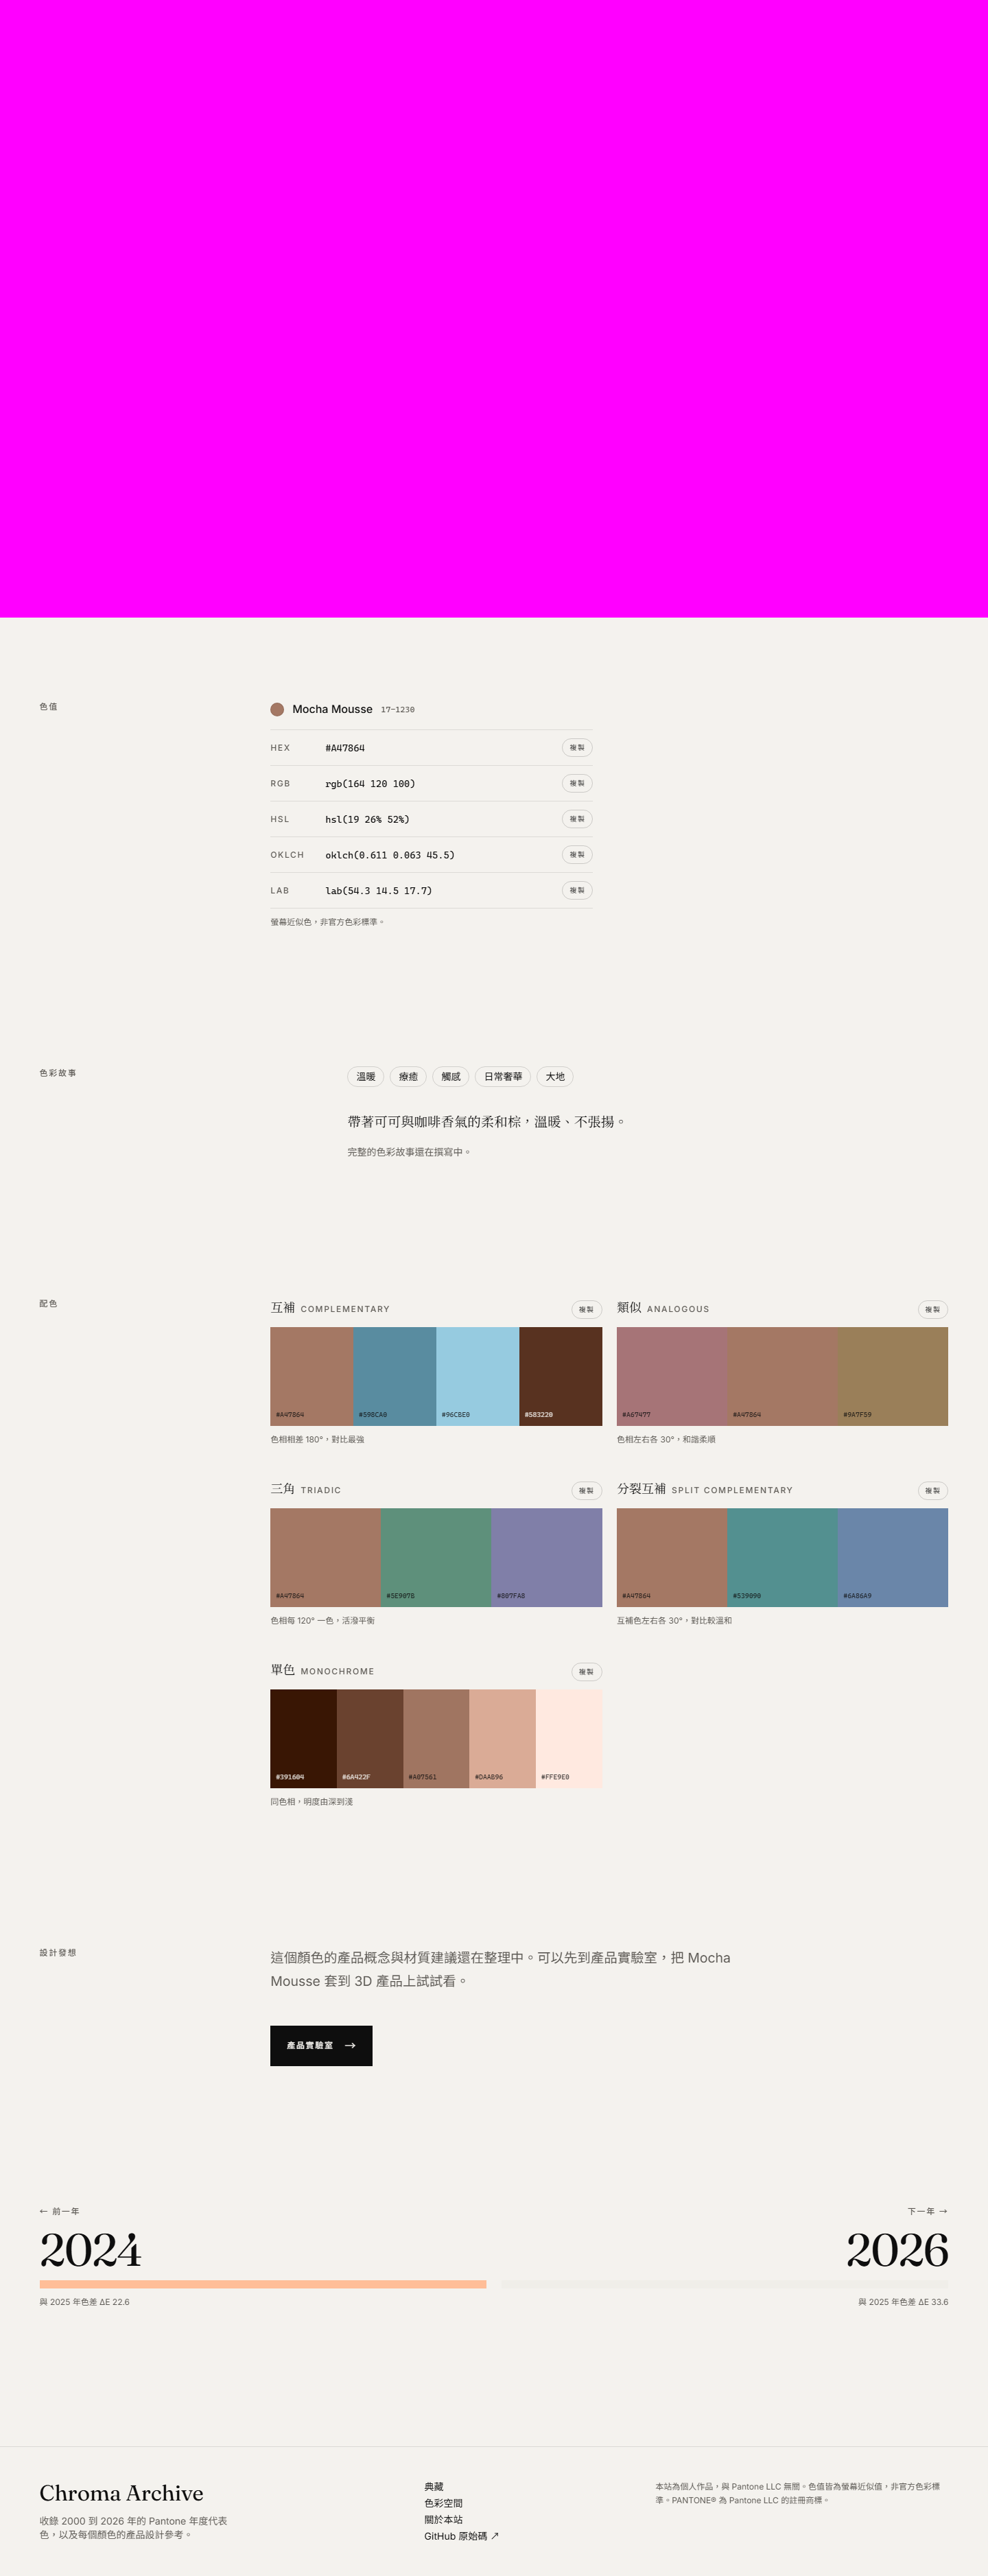 色值
Mocha Mousse 17-1230
HEX #A47864 複製
RGB rgb(164 120 100) 複製
HSL hsl(19 26% 52%) 複製
OKLCH oklch(0.611 0.063 45.5) 複製
LAB lab(54.3 14.5 17.7) 複製
螢幕近似色，非官方色彩標準。
色彩故事
溫暖 療癒 觸感 日常奢華 大地
帶著可可與咖啡香氣的柔和棕，溫暖、不張揚。
完整的色彩故事還在撰寫中。
配色
互補 COMPLEMENTARY 複製
#A47864 #598CA0 #96CBE0 #583220
色相相差 180°，對比最強
類似 ANALOGOUS 複製
#A67477 #A47864 #9A7F59
色相左右各 30°，和諧柔順
三角 TRIADIC 複製
#A47864 #5E907B #807FA8
色相每 120° 一色，活潑平衡
分裂互補 SPLIT COMPLEMENTARY 複製
#A47864 #539090 #6A86A9
互補色左右各 30°，對比較溫和
單色 MONOCHROME 複製
#391604 #6A422F #A07561 #DAAB96 #FFE9E0
同色相，明度由深到淺
設計發想
這個顏色的產品概念與材質建議還在整理中。可以先到產品實驗室，把 Mocha
Mousse 套到 3D 產品上試試看。
產品實驗室 →
← 前一年
2024
與 2025 年色差 ΔE 22.6
下一年 →
2026
與 2025 年色差 ΔE 33.6
Chroma Archive
收錄 2000 到 2026 年的 Pantone 年度代表
色，以及每個顏色的產品設計參考。
典藏
色彩空間
關於本站
GitHub 原始碼 ↗
本站為個人作品，與 Pantone LLC 無關。色值皆為螢幕近似值，非官方色彩標
準。PANTONE® 為 Pantone LLC 的註冊商標。